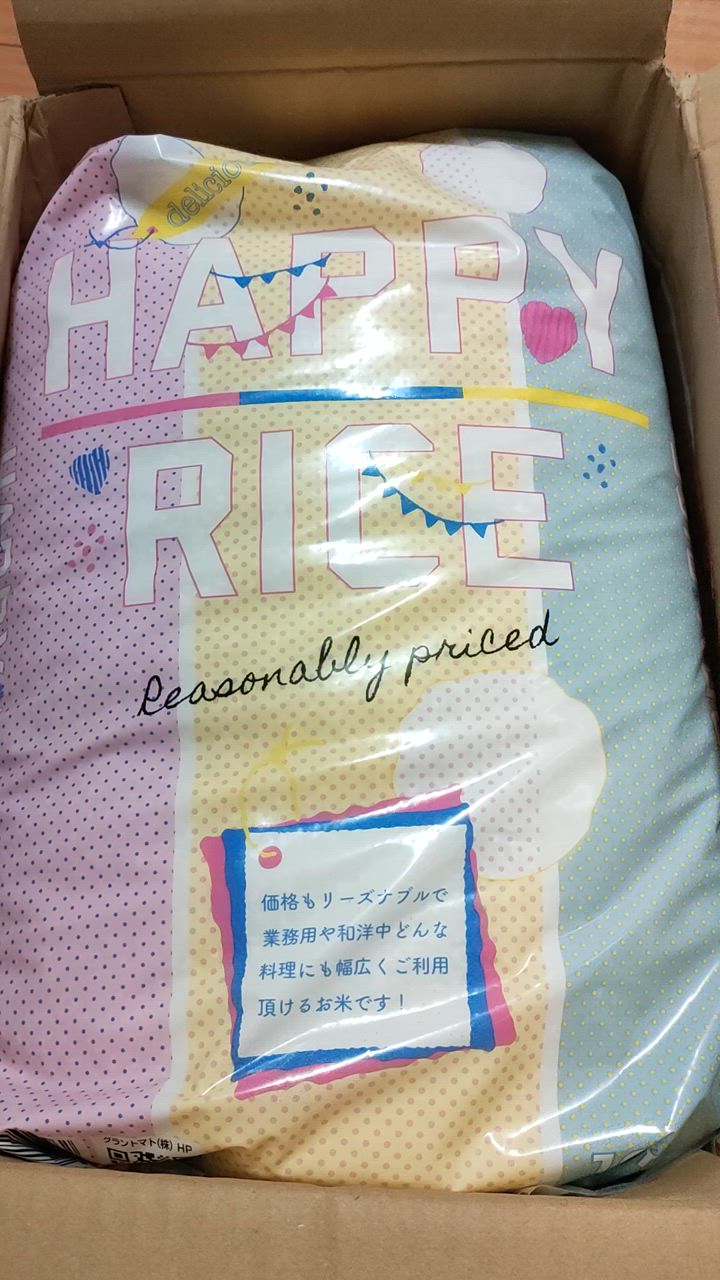 delicious
HAPPY
RICE
Reasonably priced
価格もリーズナブルで
業務用や和洋中どんな
料理にも幅広くご利用
頂けるお米です！
グラントマト(株) HP